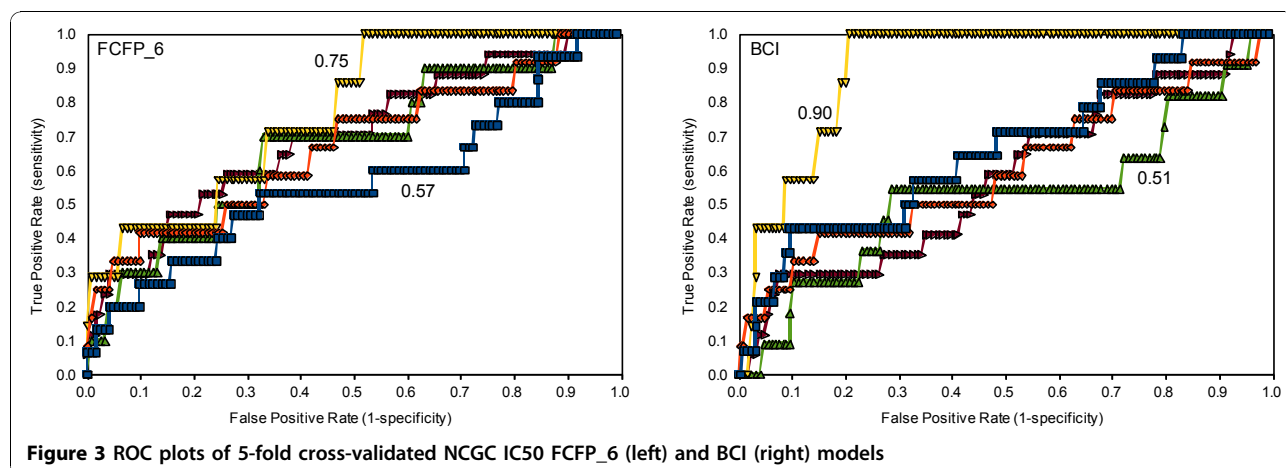 FCFP_6
0.75
0.57
True Positive Rate (sensitivity)
1.0
0.9
0.8
0.7
0.6
0.5
0.4
0.3
0.2
0.1
0.0
0.0 0.1 0.2 0.3 0.4 0.5 0.6 0.7 0.8 0.9 1.0
False Positive Rate (1-specificity)
BCI
0.90
0.51
True Positive Rate (sensitivity)
1.0
0.9
0.8
0.7
0.6
0.5
0.4
0.3
0.2
0.1
0.0
0.0 0.1 0.2 0.3 0.4 0.5 0.6 0.7 0.8 0.9 1.0
False Positive Rate (1-specificity)
Figure 3 ROC plots of 5-fold cross-validated NCGC IC50 FCFP_6 (left) and BCI (right) models